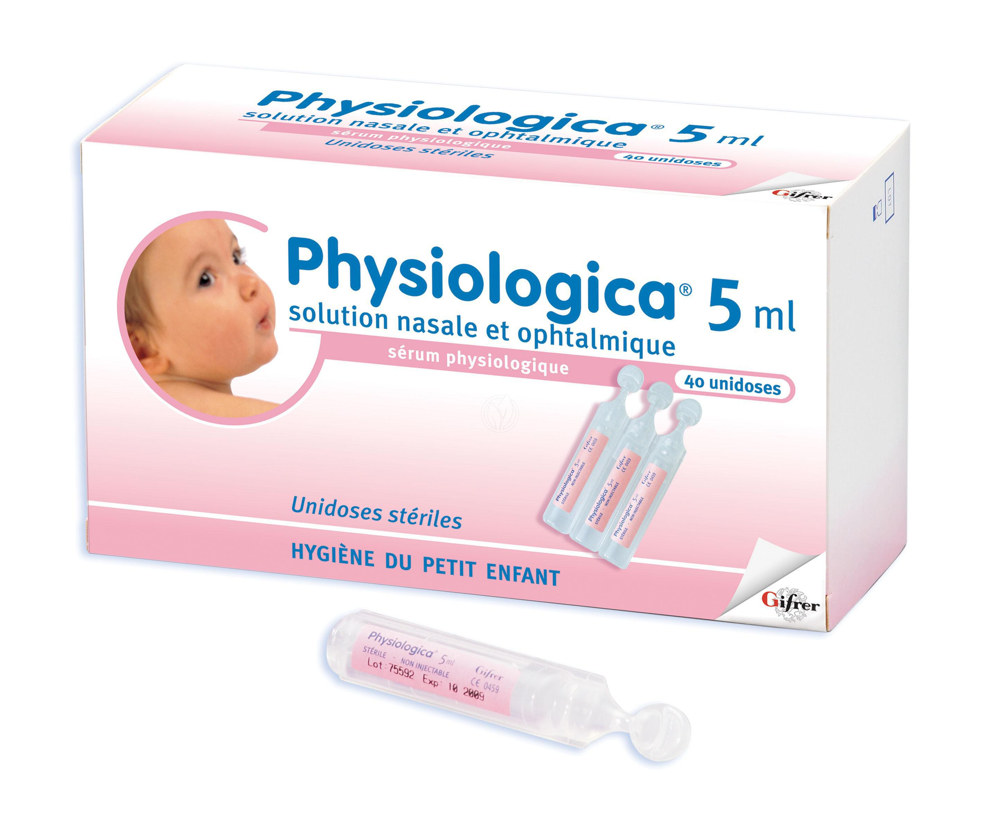 Physiologica® 5 ml
solution nasale et ophtalmique
sérum physiologique
40 unidoses
Unidoses stériles
Gifrer
LOT
Physiologica® 5 ml
solution nasale et ophtalmique
sérum physiologique
40 unidoses
Physiologica® 5 ml
STÉRILE - NON INJECTABLE
Gifrer
CE 0459
Physiologica® 5 ml
STÉRILE - NON INJECTABLE
Gifrer
CE 0459
Physiologica® 5 ml
STÉRILE - NON INJECTABLE
Gifrer
CE 0459
Unidoses stériles
HYGIÈNE DU PETIT ENFANT
Gifrer
Physiologica® 5 ml
STÉRILE - NON INJECTABLE
Gifrer
CE 0459
Lot : 75592 Exp: 10 2009